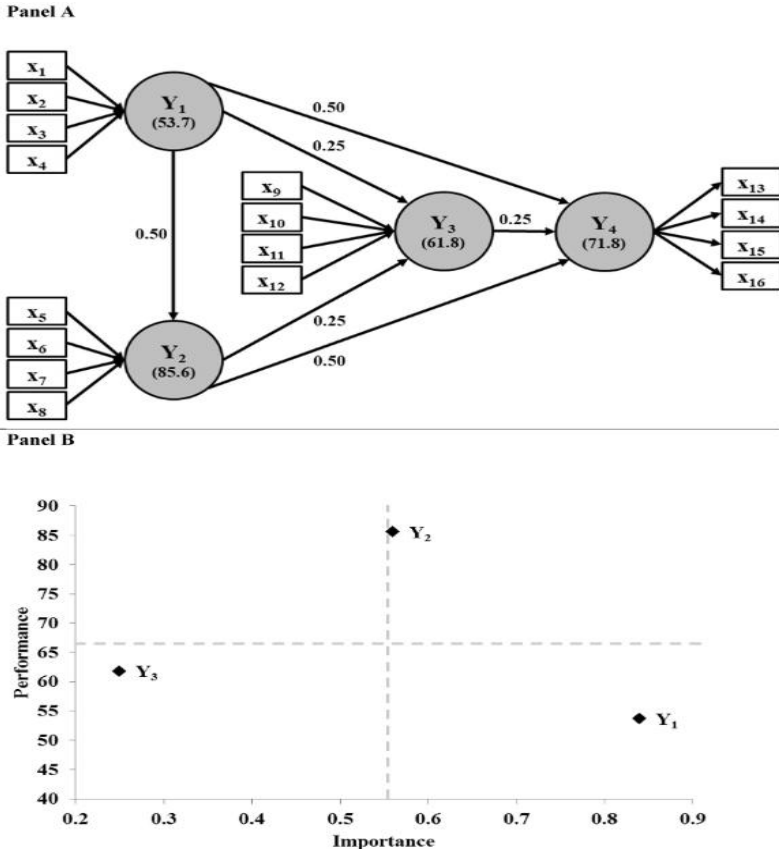 Panel A
x₁
x₂
x₃
x₄
Y₁
(53.7)
0.50
0.25
0.50
x₉
x₁₀
x₁₁
x₁₂
Y₃
(61.8)
0.25
Y₄
(71.8)
x₁₃
x₁₄
x₁₅
x₁₆
x₅
x₆
x₇
x₈
Y₂
(85.6)
0.25
0.50
Panel B
Performance
90
85
80
75
70
65
60
55
50
45
40
Y₂
Y₃
Y₁
0.2 0.3 0.4 0.5 0.6 0.7 0.8 0.9
Importance